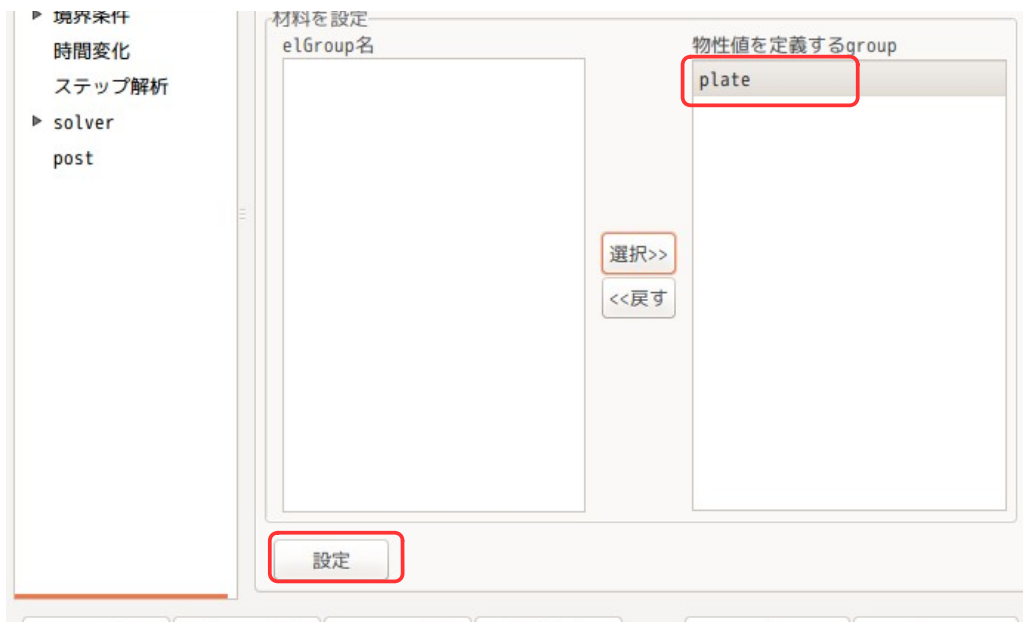 境界条件
時間変化
ステップ解析
solver
post
材料を設定
elGroup名
物性値を定義するgroup
plate
選択>>
<<戻す
設定